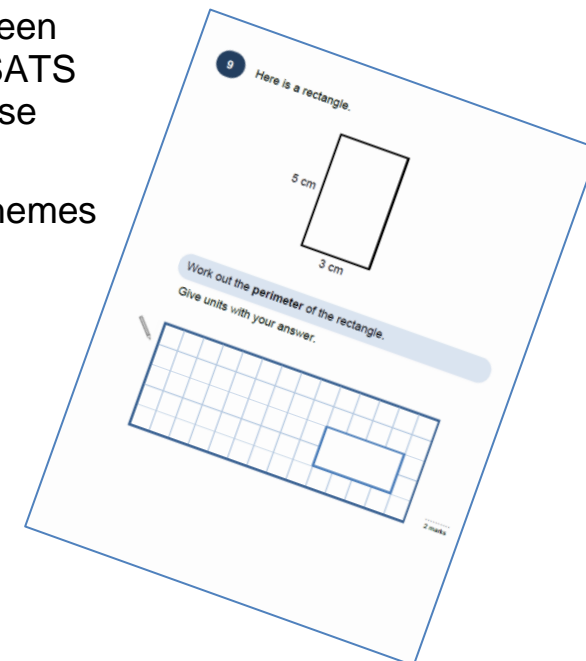 een
SATS
se
hemes
9
Here is a rectangle.
5 cm
3 cm
Work out the perimeter of the rectangle.
Give units with your answer.
2 marks